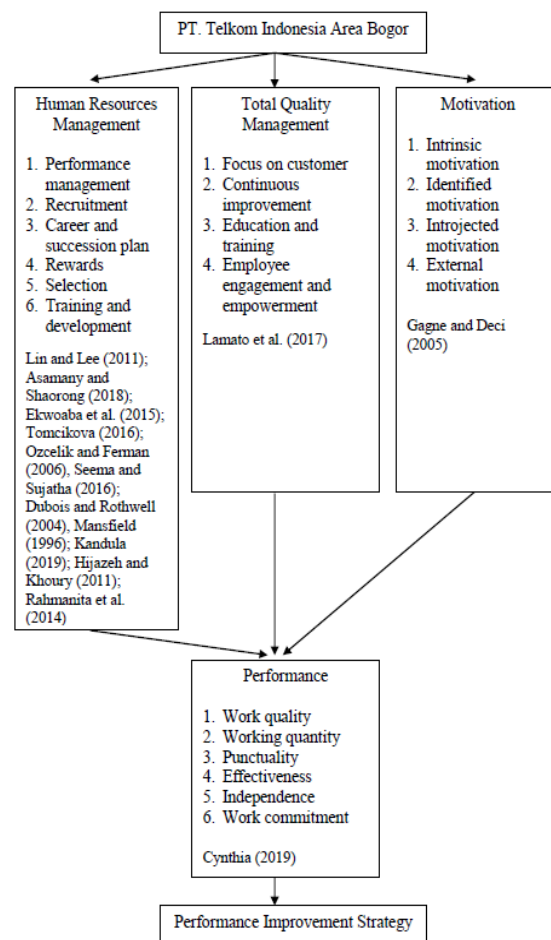 PT. Telkom Indonesia Area Bogor
Human Resources
Management
1. Performance
management
2. Recruitment
3. Career and
succession plan
4. Rewards
5. Selection
6. Training and
development
Lin and Lee (2011);
Asamany and
Shaorong (2018);
Ekwoaba et al. (2015);
Tomcikova (2016);
Ozcelik and Ferman
(2006), Seema and
Sujatha (2016);
Dubois and Rothwell
(2004), Mansfield
(1996); Kandula
(2019); Hijazeh and
Khoury (2011);
Rahmanita et al.
(2014)
Total Quality
Management
1. Focus on customer
2. Continuous
improvement
3. Education and
training
4. Employee
engagement and
empowerment
Lamato et al. (2017)
Motivation
1. Intrinsic
motivation
2. Identified
motivation
3. Introjected
motivation
4. External
motivation
Gagne and Deci
(2005)
Performance
1. Work quality
2. Working quantity
3. Punctuality
4. Effectiveness
5. Independence
6. Work commitment
Cynthia (2019)
Performance Improvement Strategy